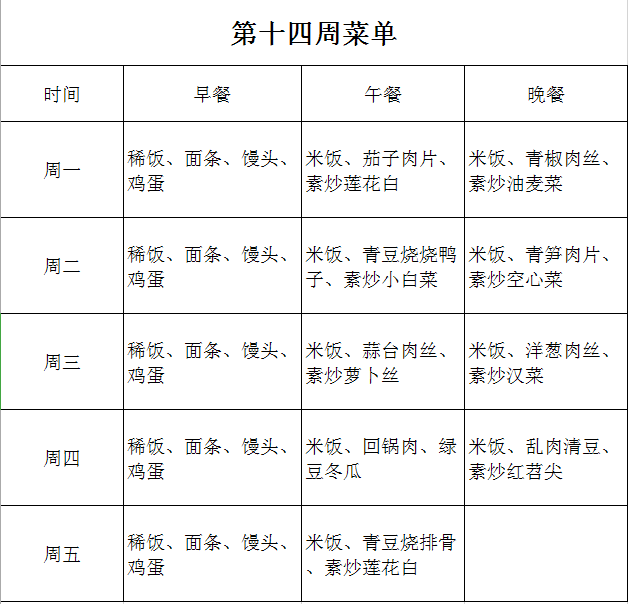 第十四周菜单
时间 早餐 午餐 晚餐
周一
稀饭、面条、馒头、
鸡蛋
米饭、茄子肉片、
素炒莲花白
米饭、青椒肉丝、
素炒油麦菜
周二
稀饭、面条、馒头、
鸡蛋
米饭、青豆烧烧鸭
子、素炒小白菜
米饭、青笋肉片、
素炒空心菜
周三
稀饭、面条、馒头、
鸡蛋
米饭、蒜台肉丝、
素炒萝卜丝
米饭、洋葱肉丝、
素炒汉菜
周四
稀饭、面条、馒头、
鸡蛋
米饭、回锅肉、绿
豆冬瓜
米饭、乱肉清豆、
素炒红苕尖
周五
稀饭、面条、馒头、
鸡蛋
米饭、青豆烧排骨
、素炒莲花白